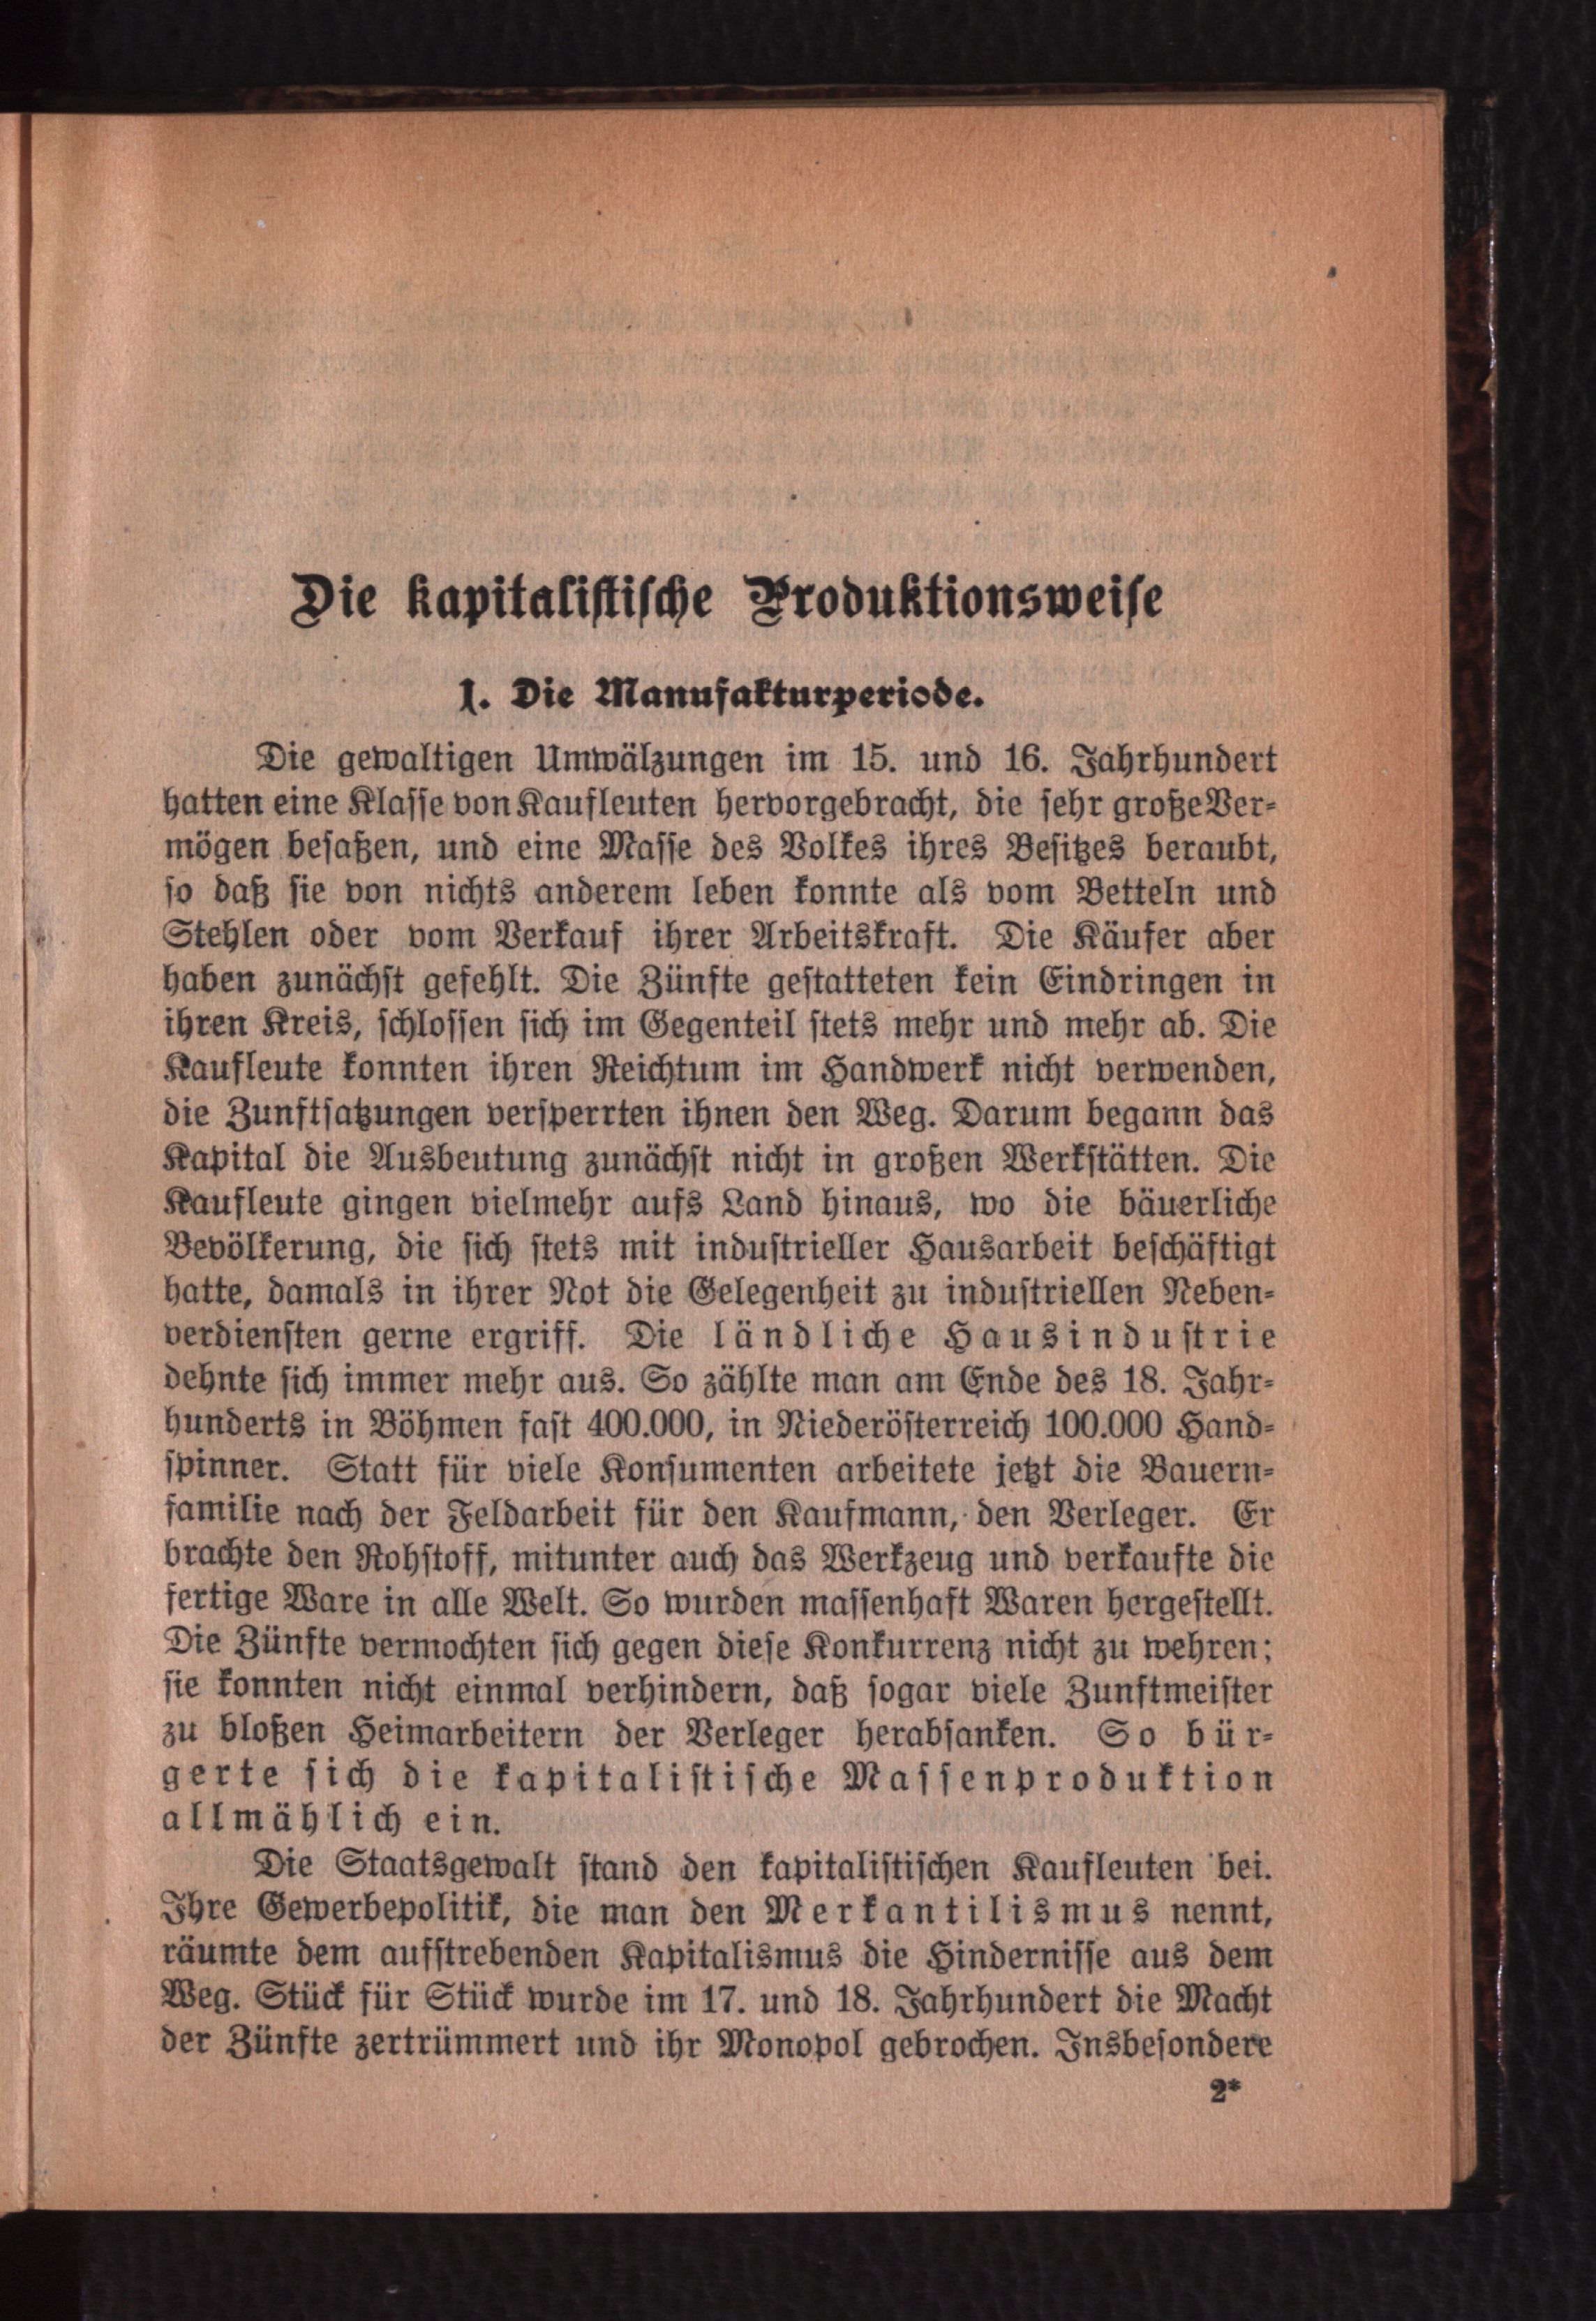 Die kapitalistische Produktionsweise
1. Die Manufakturperiode.
Die gewaltigen Umwälzungen im 15. und 16. Jahrhundert
hatten eine Klasse von Kaufleuten hervorgebracht, die sehr große Ver-
mögen besaßen, und eine Masse des Volkes ihres Besitzes beraubt,
so daß sie von nichts anderem leben konnte als vom Betteln und
Stehlen oder vom Verkauf ihrer Arbeitskraft. Die Käufer aber
haben zunächst gefehlt. Die Zünfte gestatteten kein Eindringen in
ihren Kreis, schlossen sich im Gegenteil stets mehr und mehr ab. Die
Kaufleute konnten ihren Reichtum im Handwerk nicht verwenden,
die Zunftsatzungen versperrten ihnen den Weg. Darum begann das
Kapital die Ausbeutung zunächst nicht in großen Werkstätten. Die
Kaufleute gingen vielmehr aufs Land hinaus, wo die bäuerliche
Bevölkerung, die sich stets mit industrieller Hausarbeit beschäftigt
hatte, damals in ihrer Not die Gelegenheit zu industriellen Neben-
verdiensten gerne ergriff. Die ländliche Hausindustrie
dehnte sich immer mehr aus. So zählte man am Ende des 18. Jahr-
hunderts in Böhmen fast 400.000, in Niederösterreich 100.000 Hand-
spinner. Statt für viele Konsumenten arbeitete jetzt die Bauern-
familie nach der Feldarbeit für den Kaufmann, den Verleger. Er
brachte den Rohstoff, mitunter auch das Werkzeug und verkaufte die
fertige Ware in alle Welt. So wurden massenhaft Waren hergestellt.
Die Zünfte vermochten sich gegen diese Konkurrenz nicht zu wehren;
sie konnten nicht einmal verhindern, daß sogar viele Zunftmeister
zu bloßen Heimarbeitern der Verleger herabsanken. So bür-
gerte sich die kapitalistische Massenproduktion
allmählich ein.
Die Staatsgewalt stand den kapitalistischen Kaufleuten bei.
Ihre Gewerbepolitik, die man den Merkantilismus nennt,
räumte dem aufstrebenden Kapitalismus die Hindernisse aus dem
Weg. Stück für Stück wurde im 17. und 18. Jahrhundert die Macht
der Zünfte zertrümmert und ihr Monopol gebrochen. Insbesondere
2*